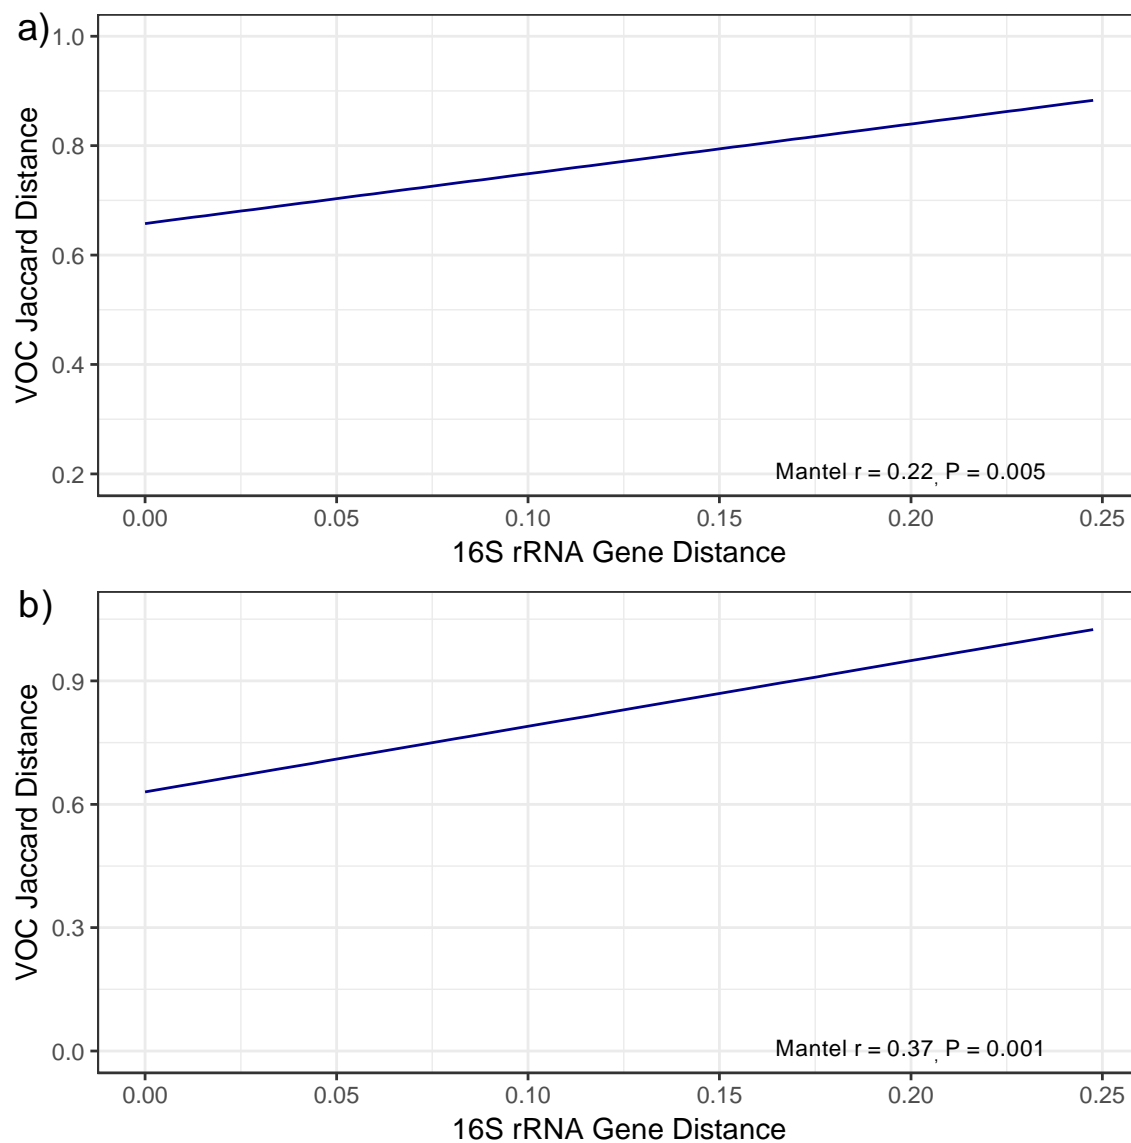 a)
1.0
0.8
0.6
0.4
0.2
VOC Jaccard Distance
Mantel r = 0.22, P = 0.005
0.00 0.05 0.10 0.15 0.20 0.25
16S rRNA Gene Distance
b)
0.9
0.6
0.3
0.0
VOC Jaccard Distance
Mantel r = 0.37, P = 0.001
0.00 0.05 0.10 0.15 0.20 0.25
16S rRNA Gene Distance